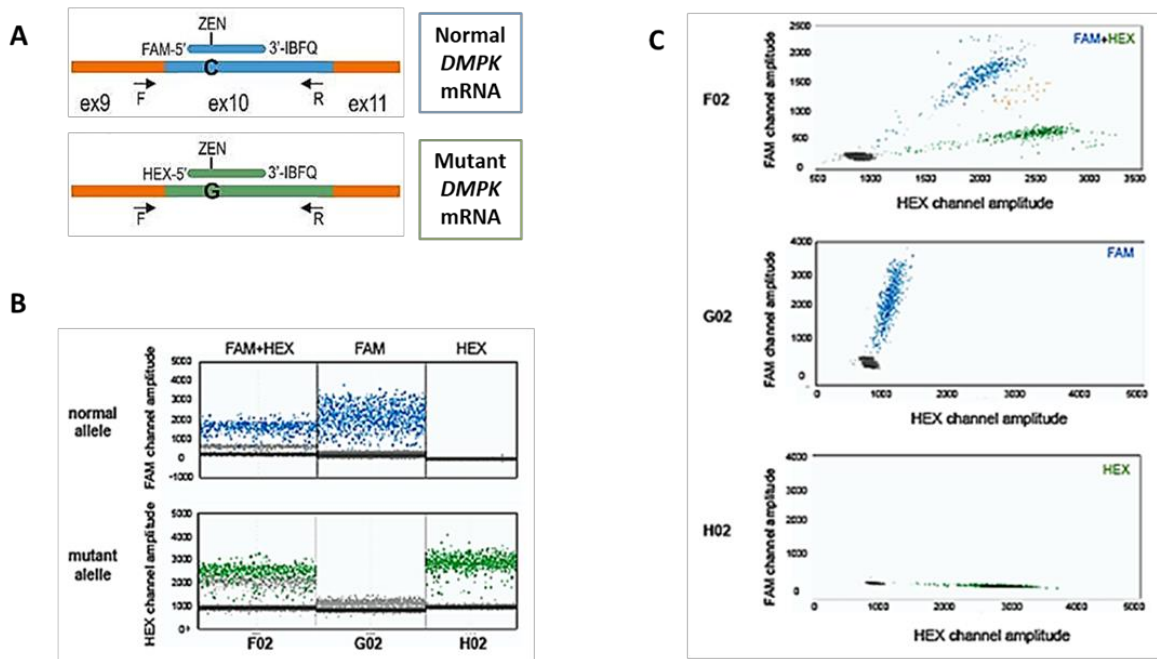 A
ZEN
FAM-5' 3'-IBFQ
C
F R
ex9 ex10 ex11
Normal
DMPK
mRNA
ZEN
HEX-5' 3'-IBFQ
G
F R
Mutant
DMPK
mRNA
B
FAM+HEX FAM HEX
normal
allele
FAM channel amplitude
5000
4000
3000
2000
1000
0
-1000
mutant
alelle
HEX channel amplitude
5000
4000
3000
2000
1000
0
F02 G02 H02
C
F02
FAM channel amplitude
2500
2000
1500
1000
500
0
FAM+HEX
500 1000 1500 2000 2500 3000 3500
HEX channel amplitude
G02
FAM channel amplitude
4000
3000
2000
1000
0
FAM
0 1000 2000 3000 4000 5000
HEX channel amplitude
H02
FAM channel amplitude
4000
3000
2000
1000
0
HEX
0 1000 2000 3000 4000 5000
HEX channel amplitude